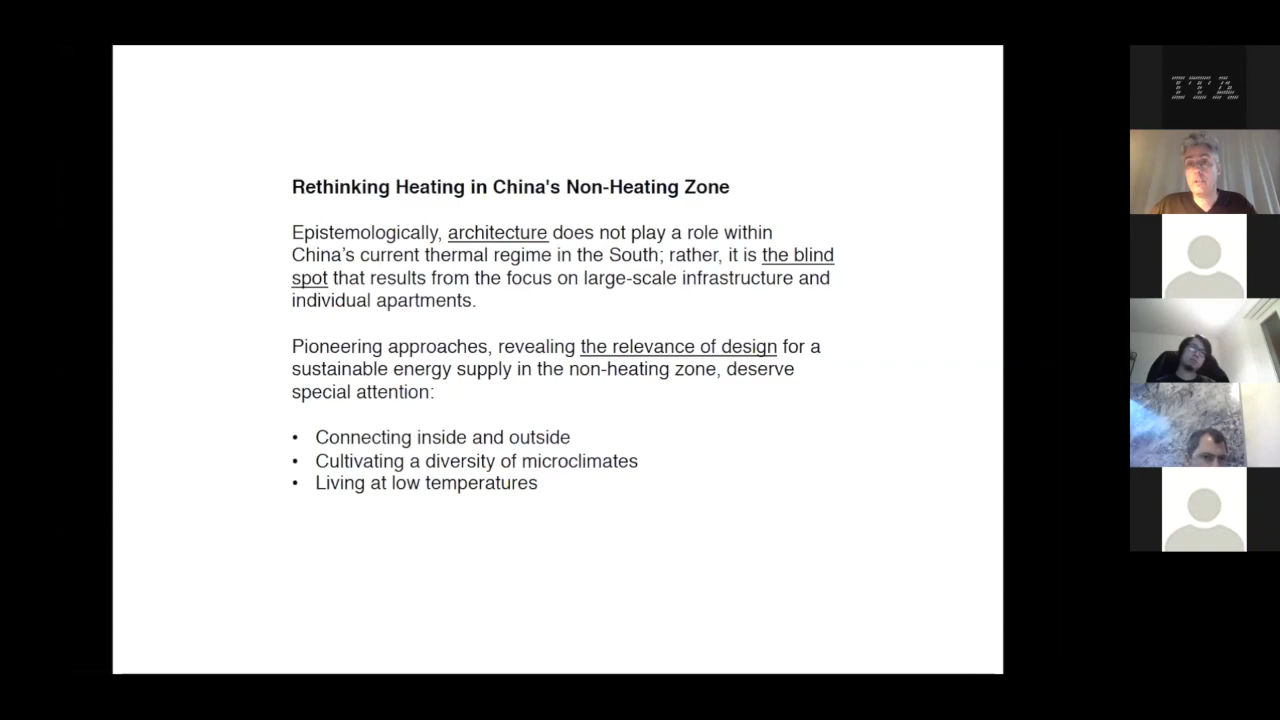 Rethinking Heating in China's Non-Heating Zone
Epistemologically, architecture does not play a role within
China’s current thermal regime in the South; rather, it is the blind
spot that results from the focus on large-scale infrastructure and
individual apartments.
Pioneering approaches, revealing the relevance of design for a
sustainable energy supply in the non-heating zone, deserve
special attention:
• Connecting inside and outside
• Cultivating a diversity of microclimates
• Living at low temperatures
ITA